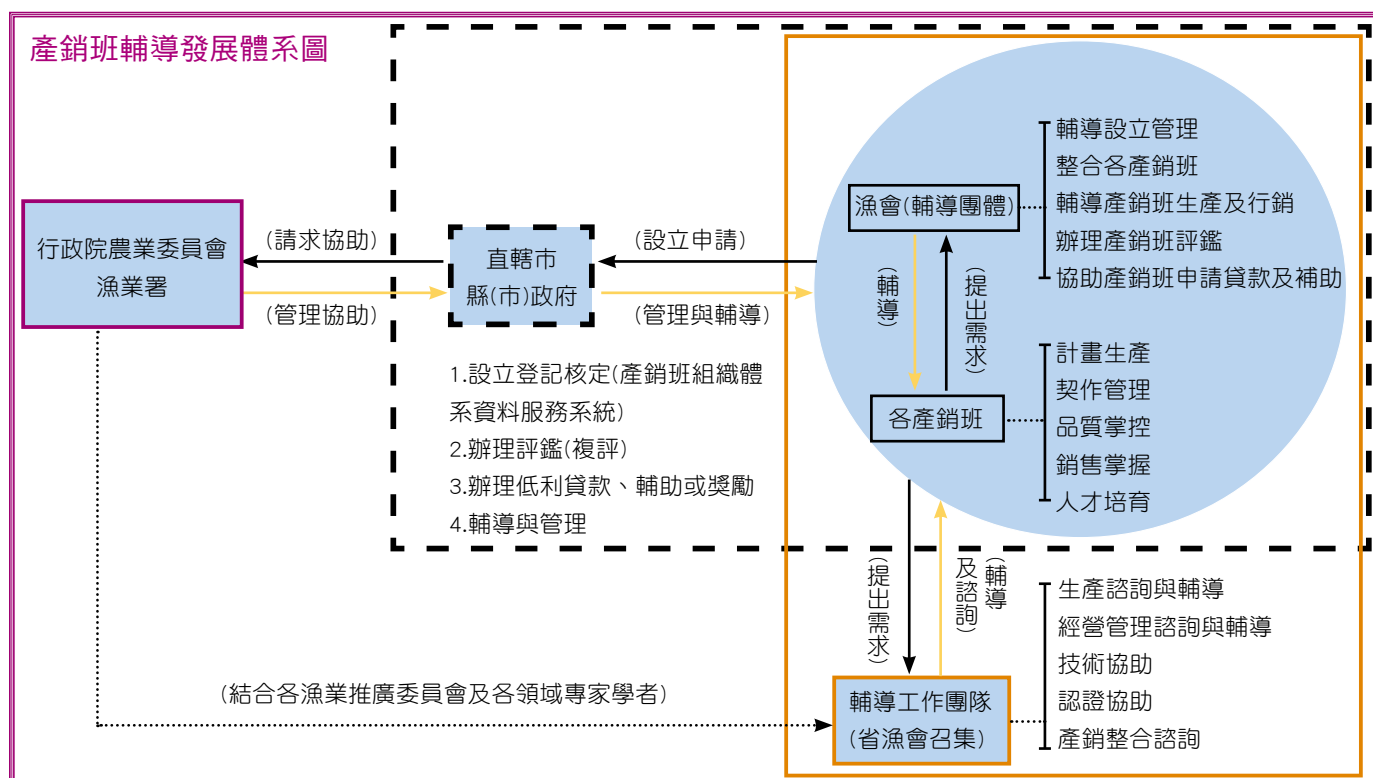 產銷班輔導發展體系圖
行政院農業委員會
漁業署
(請求協助)
(管理協助)
直轄市
縣(市)政府
(設立申請)
(管理與輔導)
1.設立登記核定(產銷班組織體
系資料服務系統)
2.辦理評鑑(複評)
3.辦理低利貸款、輔助或獎勵
4.輔導與管理
漁會(輔導團體)
輔導設立管理
整合各產銷班
輔導產銷班生產及行銷
辦理產銷班評鑑
協助產銷班申請貸款及補助
(輔導)
(提出需求)
各產銷班
計畫生產
契作管理
品質掌控
銷售掌握
人才培育
(提出需求)
(輔導
及諮詢)
(結合各漁業推廣委員會及各領域專家學者)
輔導工作團隊
(省漁會召集)
生產諮詢與輔導
經營管理諮詢與輔導
技術協助
認證協助
產銷整合諮詢